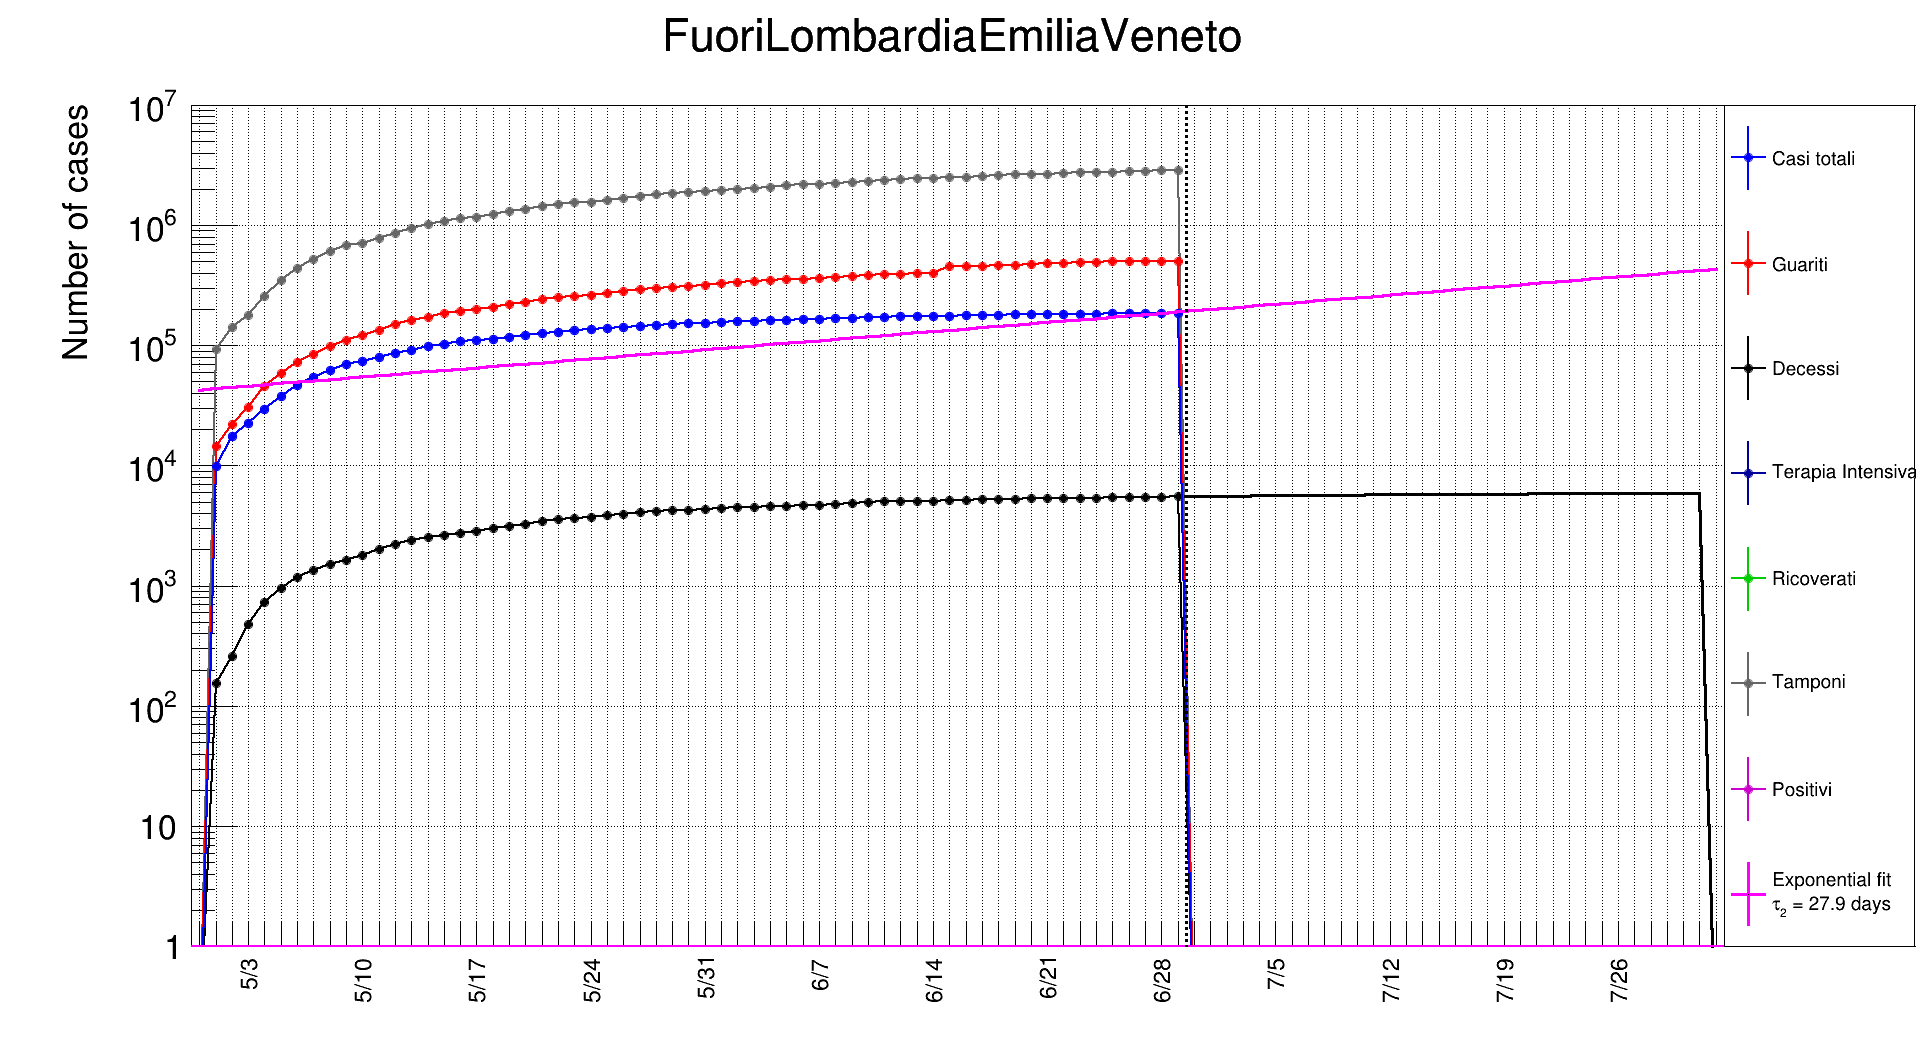 FuoriLombardiaEmiliaVeneto
Number of cases
10^7
10^6
10^5
10^4
10^3
10^2
10
1
5/3 5/10 5/17 5/24 5/31 6/7 6/14 6/21 6/28 7/5 7/12 7/19 7/26
Casi totali
Guariti
Decessi
Terapia Intensiva
Ricoverati
Tamponi
Positivi
Exponential fit
τ_2 = 27.9 days